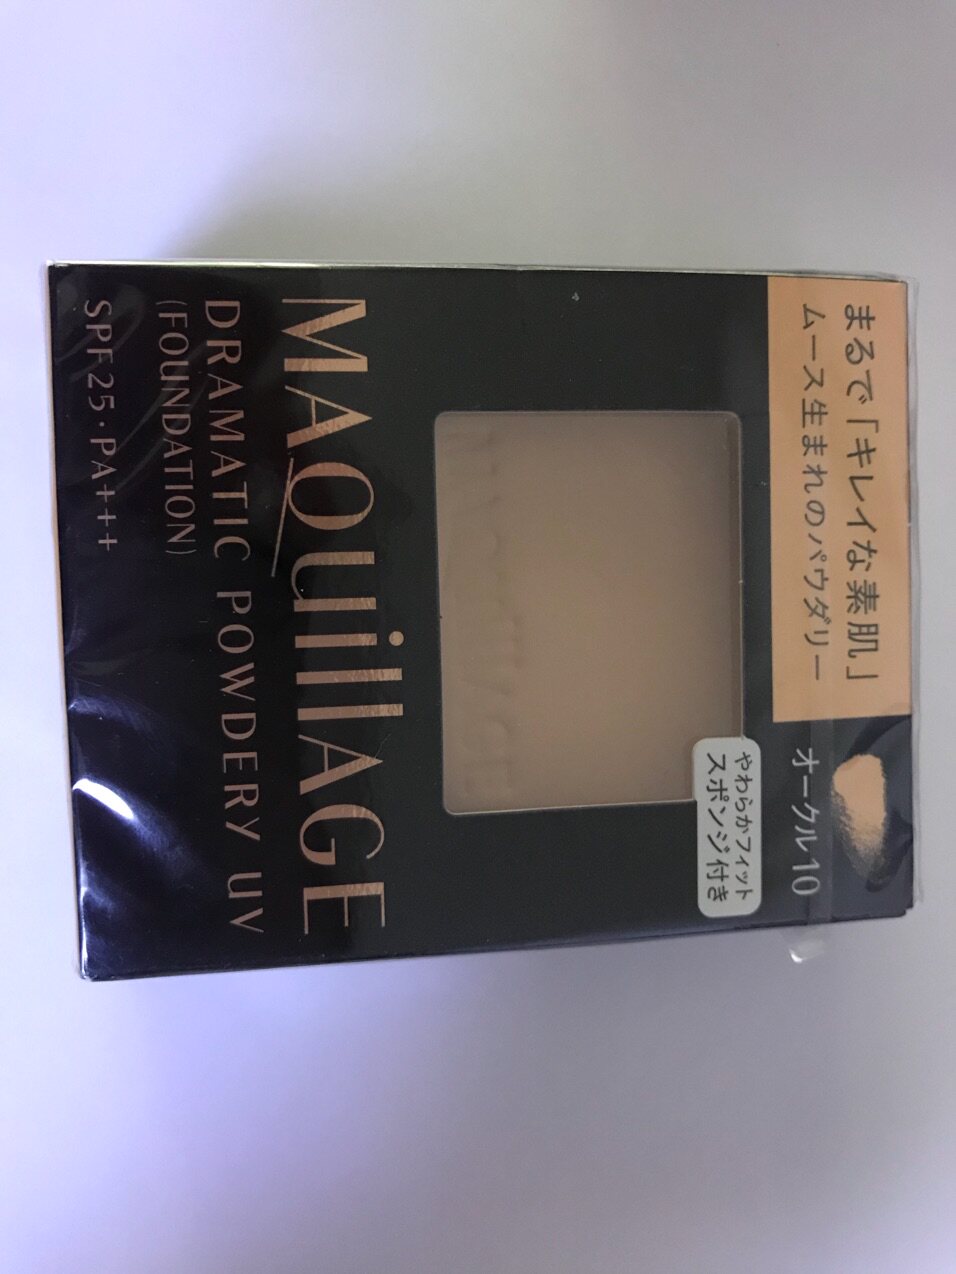 まるで「キレイな素肌」
ムース生まれのパウダリー
オークル10
やわらかフィット
スポンジ付き
MAQuillAGE
DRAMATIC POWDERY UV
(FOUNDATION)
SPF25・PA+++